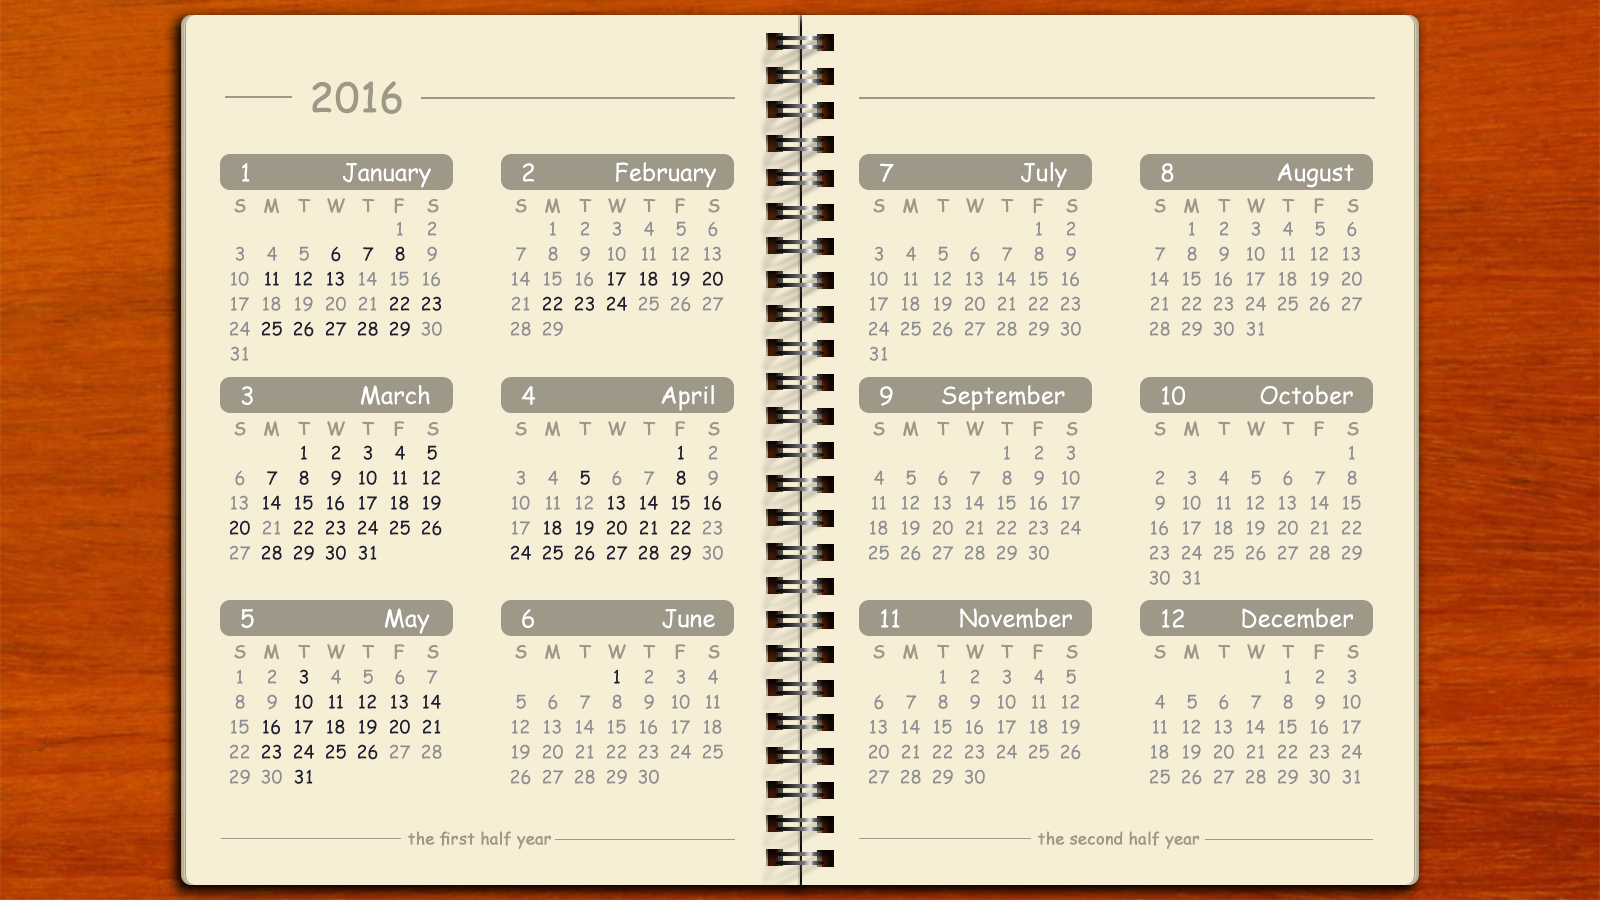 2016
1 January
S M T W T F S
1 2
3 4 5 6 7 8 9
10 11 12 13 14 15 16
17 18 19 20 21 22 23
24 25 26 27 28 29 30
31
2 February
S M T W T F S
1 2 3 4 5 6
7 8 9 10 11 12 13
14 15 16 17 18 19 20
21 22 23 24 25 26 27
28 29
3 March
S M T W T F S
1 2 3 4 5
6 7 8 9 10 11 12
13 14 15 16 17 18 19
20 21 22 23 24 25 26
27 28 29 30 31
4 April
S M T W T F S
1 2
3 4 5 6 7 8 9
10 11 12 13 14 15 16
17 18 19 20 21 22 23
24 25 26 27 28 29 30
5 May
S M T W T F S
1 2 3 4 5 6 7
8 9 10 11 12 13 14
15 16 17 18 19 20 21
22 23 24 25 26 27 28
29 30 31
6 June
S M T W T F S
1 2 3 4
5 6 7 8 9 10 11
12 13 14 15 16 17 18
19 20 21 22 23 24 25
26 27 28 29 30
the first half year
7 July
S M T W T F S
1 2
3 4 5 6 7 8 9
10 11 12 13 14 15 16
17 18 19 20 21 22 23
24 25 26 27 28 29 30
31
8 August
S M T W T F S
1 2 3 4 5 6
7 8 9 10 11 12 13
14 15 16 17 18 19 20
21 22 23 24 25 26 27
28 29 30 31
9 September
S M T W T F S
1 2 3
4 5 6 7 8 9 10
11 12 13 14 15 16 17
18 19 20 21 22 23 24
25 26 27 28 29 30
10 October
S M T W T F S
1
2 3 4 5 6 7 8
9 10 11 12 13 14 15
16 17 18 19 20 21 22
23 24 25 26 27 28 29
30 31
11 November
S M T W T F S
1 2 3 4 5
6 7 8 9 10 11 12
13 14 15 16 17 18 19
20 21 22 23 24 25 26
27 28 29 30
12 December
S M T W T F S
1 2 3
4 5 6 7 8 9 10
11 12 13 14 15 16 17
18 19 20 21 22 23 24
25 26 27 28 29 30 31
the second half year